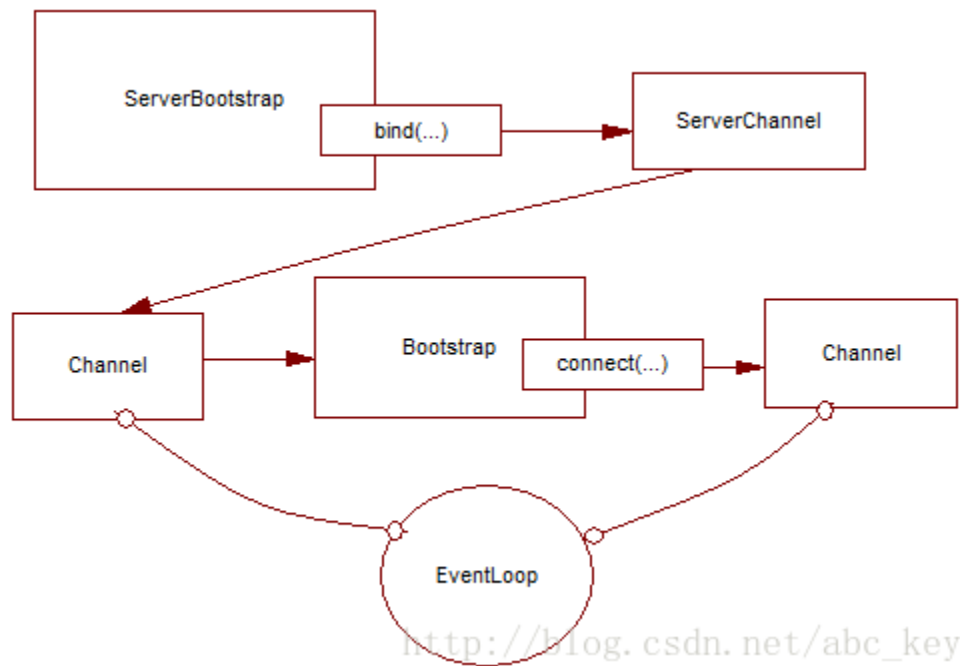 ServerBootstrap
bind(...)
ServerChannel
Channel
Bootstrap
connect(...)
Channel
EventLoop
http://blog.csdn.net/abc_key